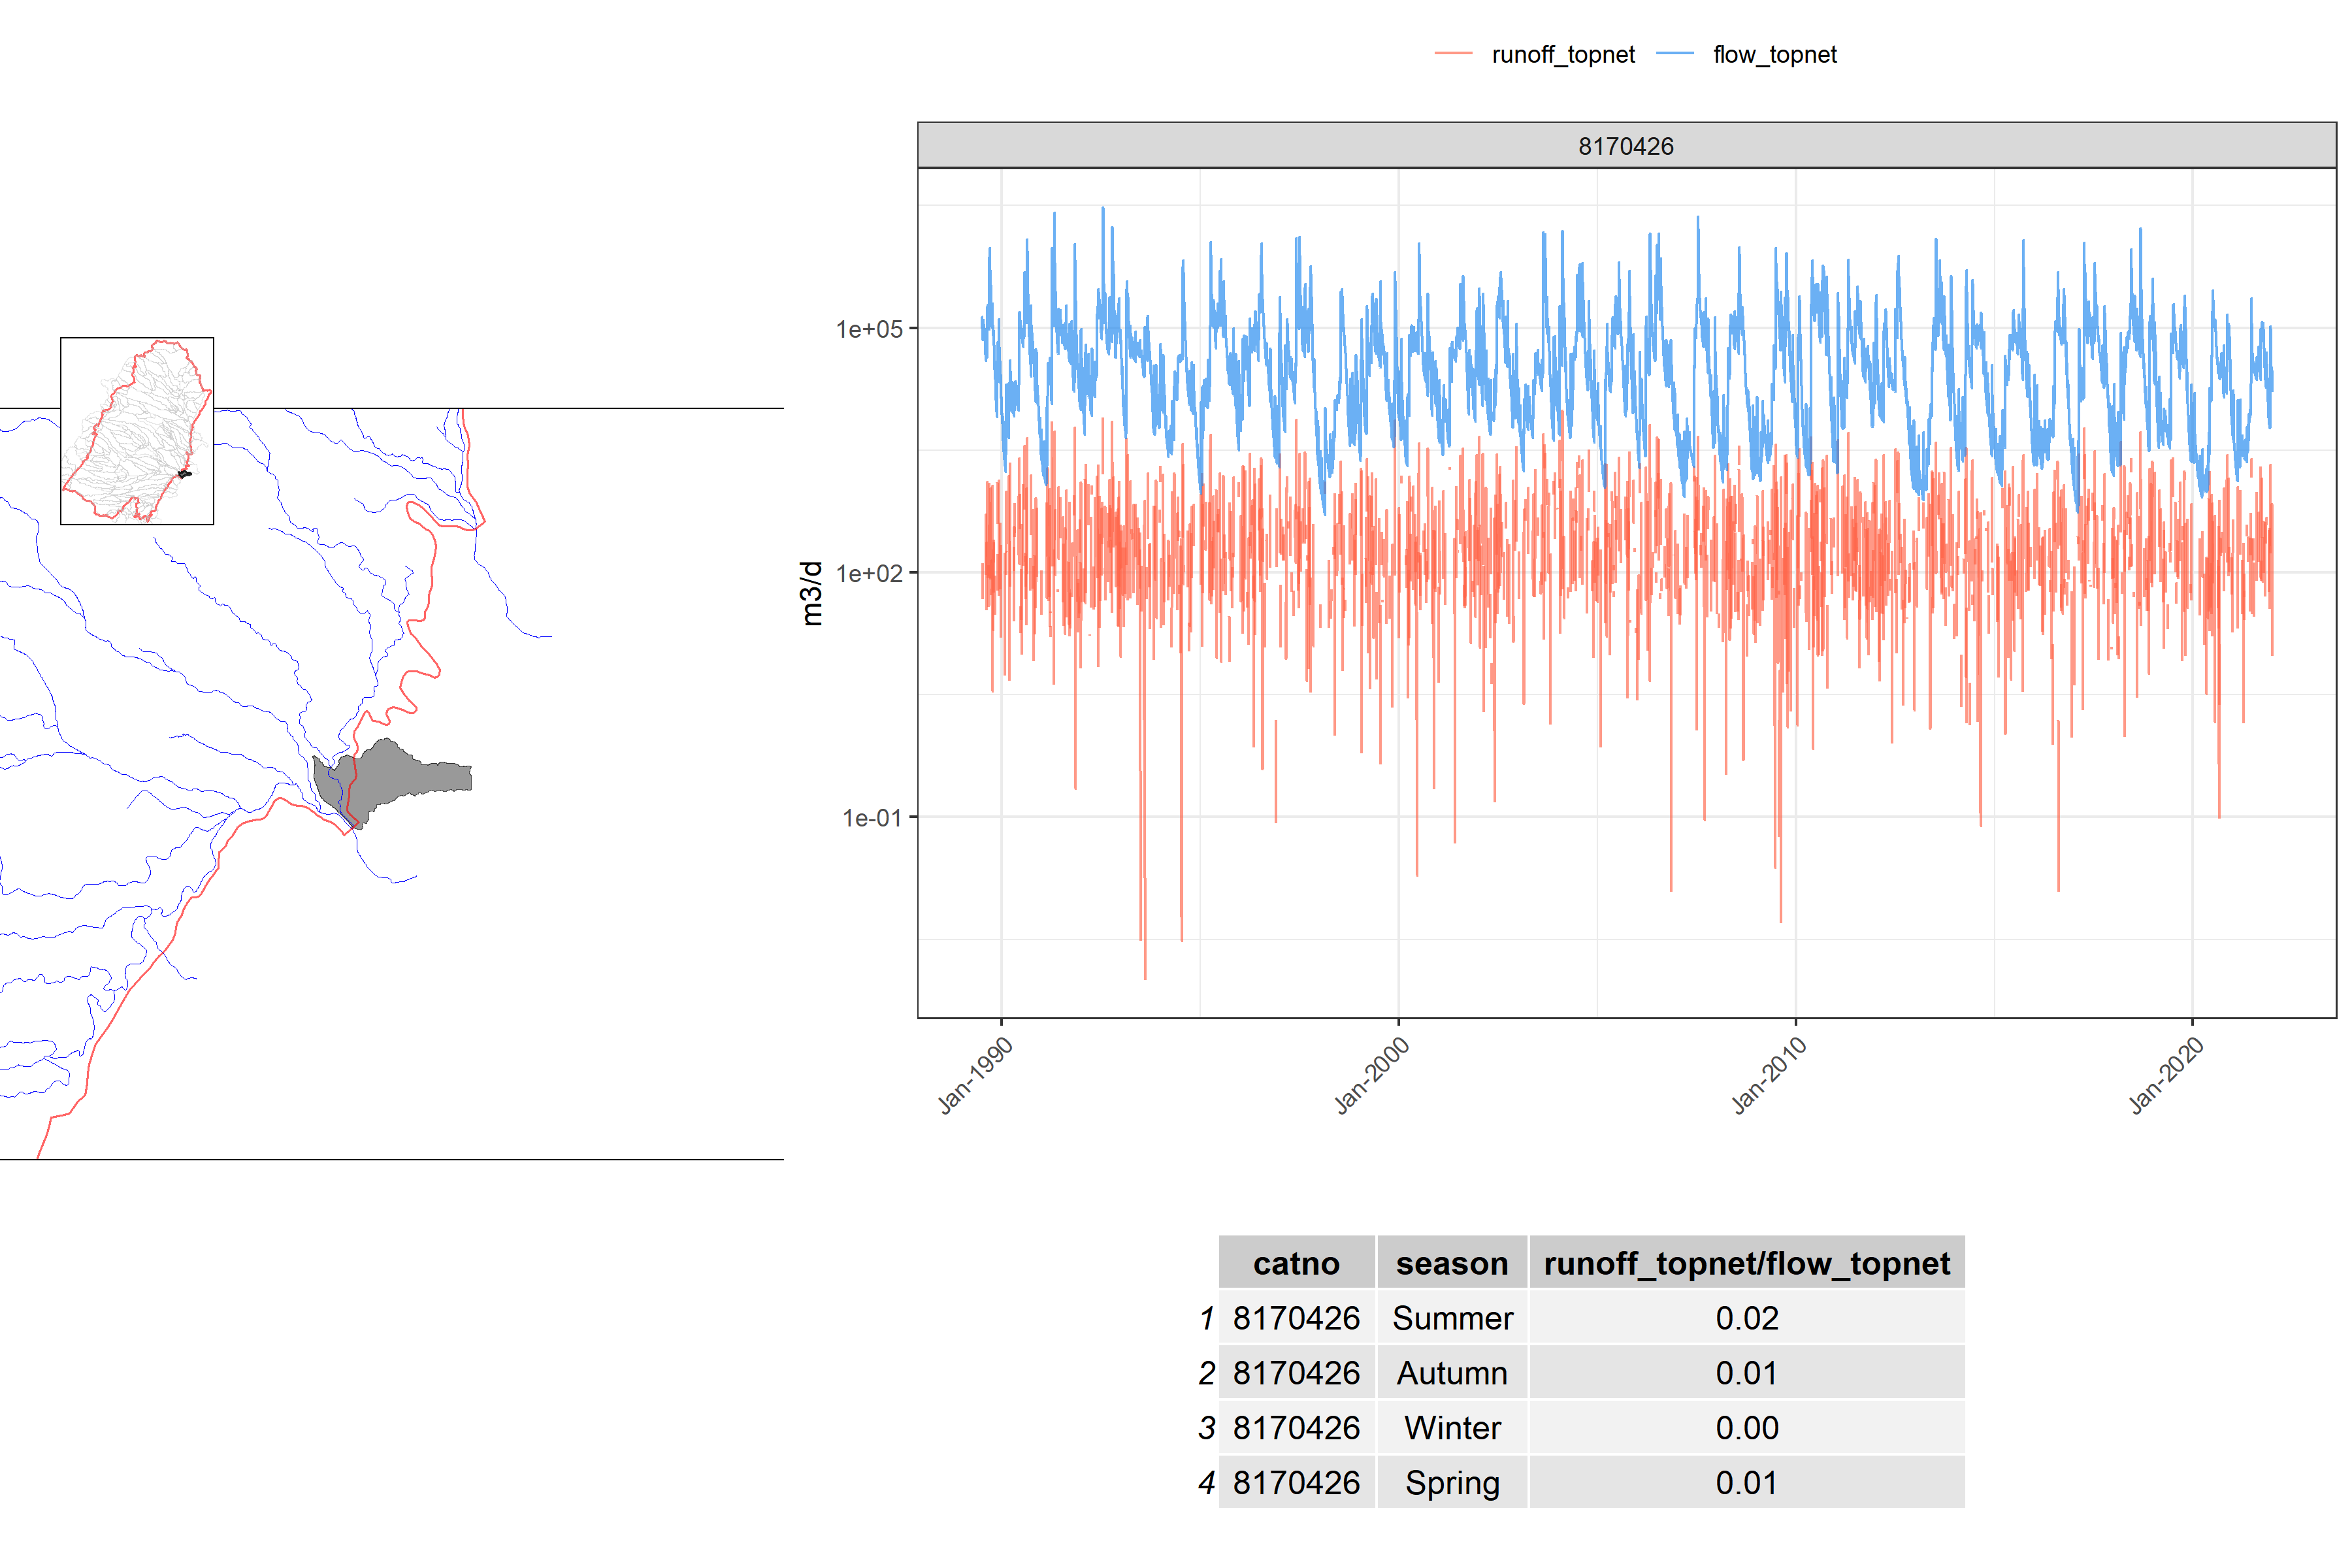 runoff_topnet flow_topnet
8170426
m3/d
1e+05
1e+02
1e-01
Jan-1990 Jan-2000 Jan-2010 Jan-2020
catno season runoff_topnet/flow_topnet
1 8170426 Summer 0.02
2 8170426 Autumn 0.01
3 8170426 Winter 0.00
4 8170426 Spring 0.01